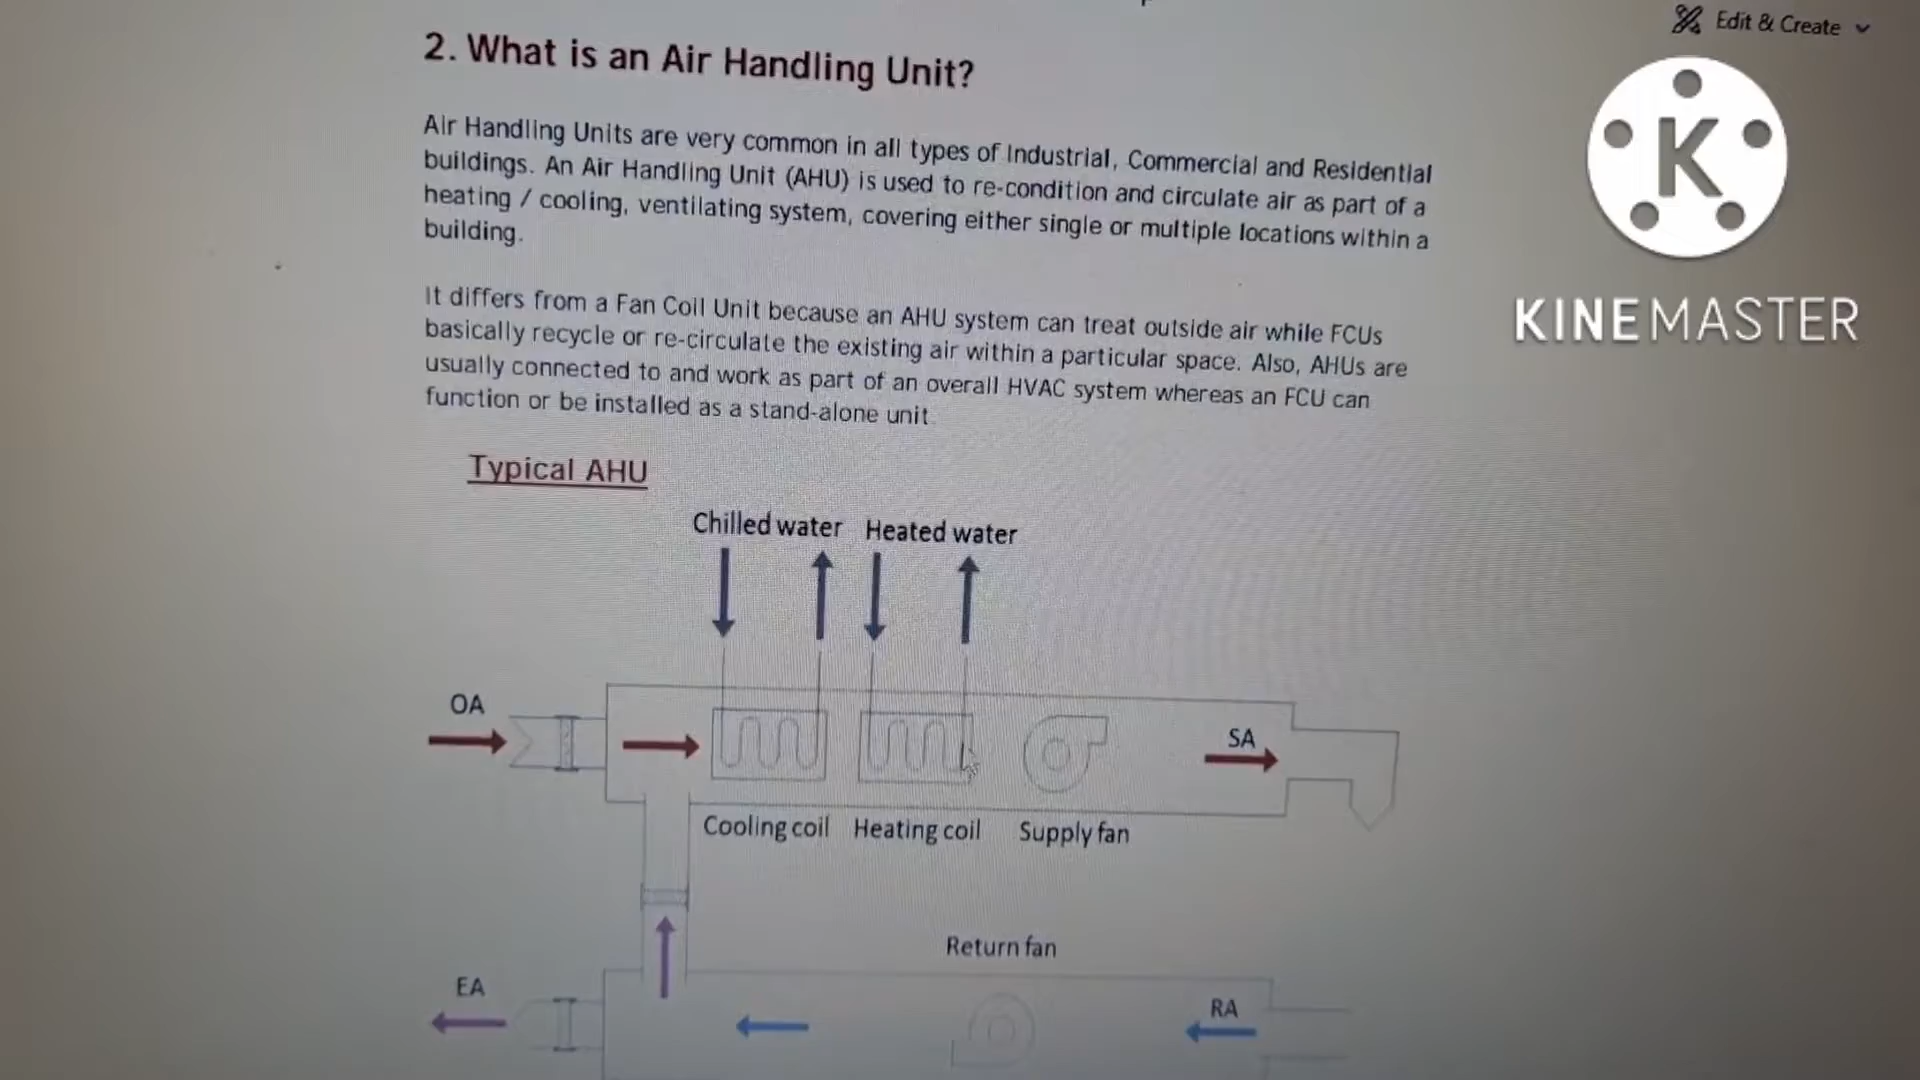 Edit & Create
2. What is an Air Handling Unit?
K
KINEMASTER
Air Handling Units are very common in all types of Industrial, Commercial and Residential
buildings. An Air Handling Unit (AHU) is used to re-condition and circulate air as part of a
heating / cooling, ventilating system, covering either single or multiple locations within a
building.
It differs from a Fan Coil Unit because an AHU system can treat outside air while FCUs
basically recycle or re-circulate the existing air within a particular space. Also, AHUs are
usually connected to and work as part of an overall HVAC system whereas an FCU can
function or be installed as a stand-alone unit
Typical AHU
Chilled water Heated water
OA
SA
Cooling coil Heating coil Supply fan
Return fan
EA
RA